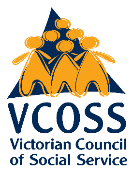 VCOSS
Victorian Council
of Social Service